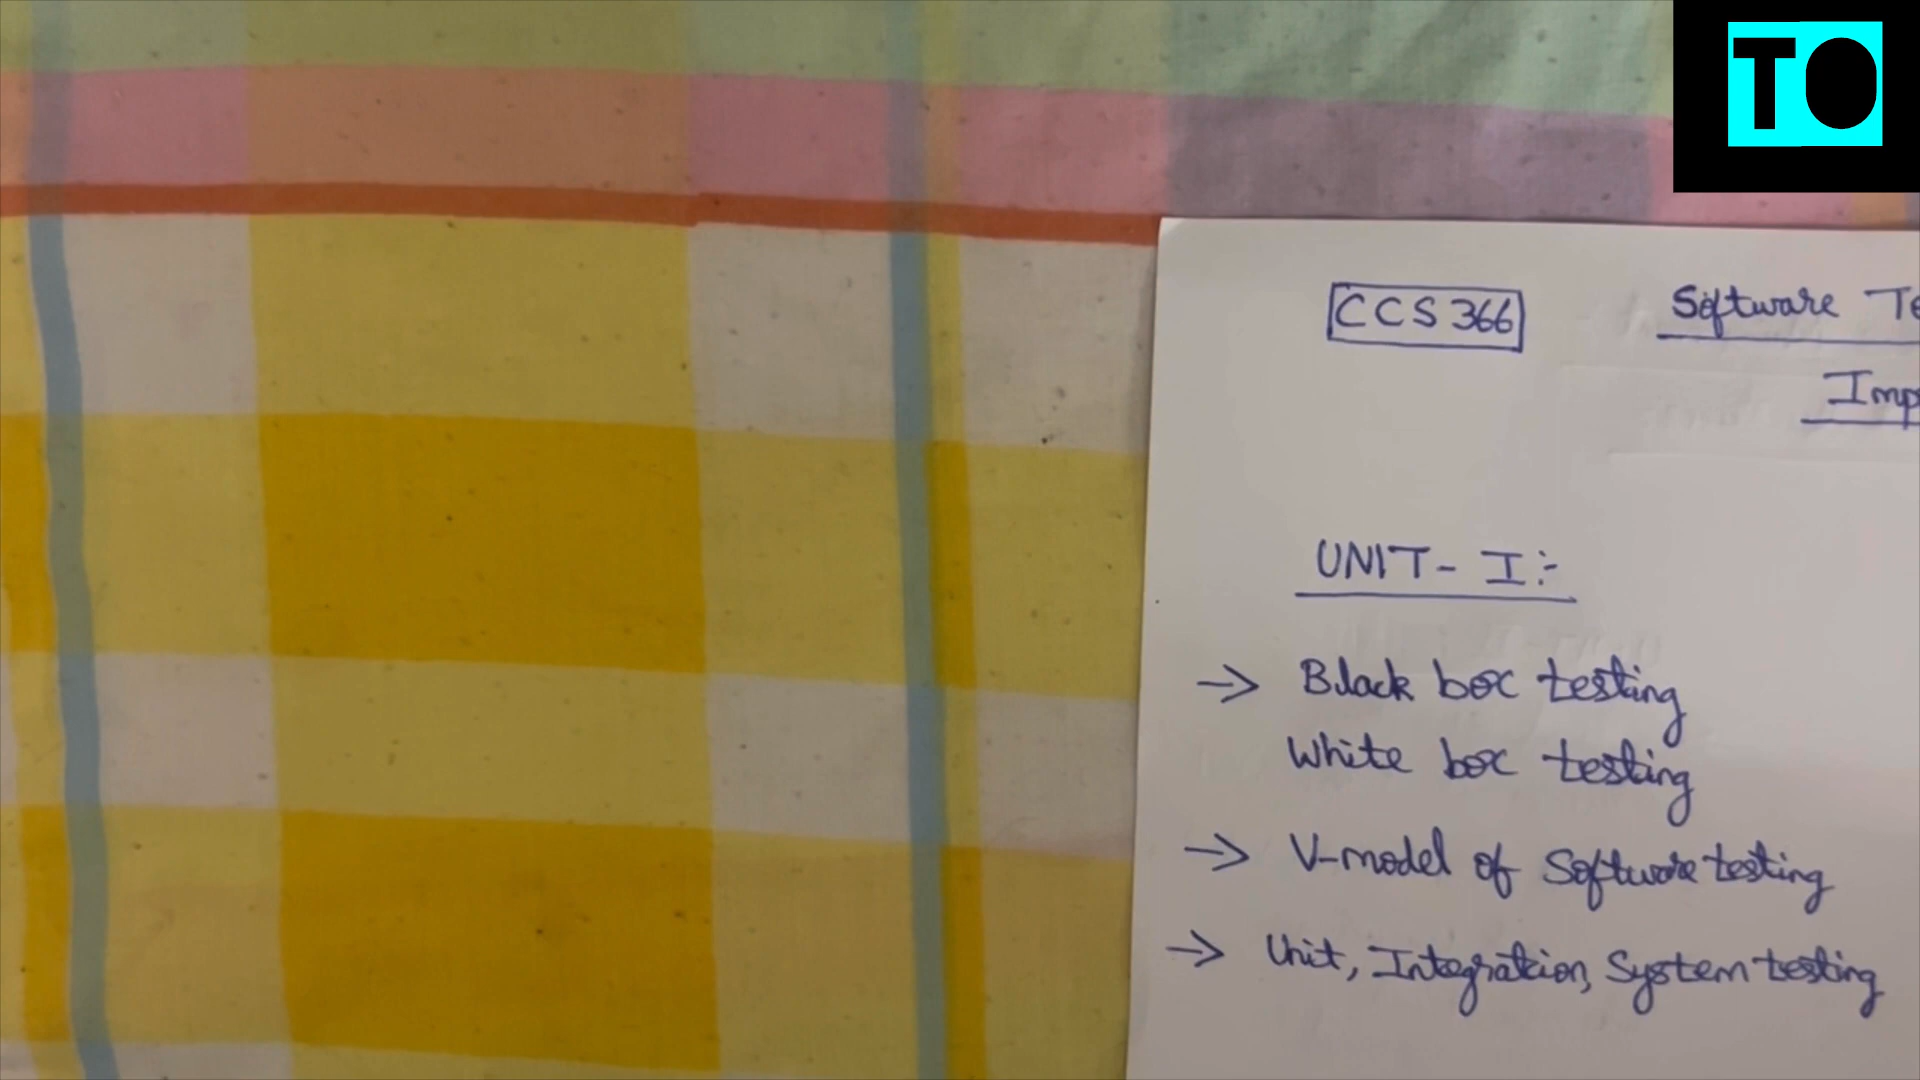 TO
CCS 366
Software Te
Imp
UNIT - I :-
→ Black box testing
White box testing
→ V-model of Software testing
→ Unit, Integration, System testing